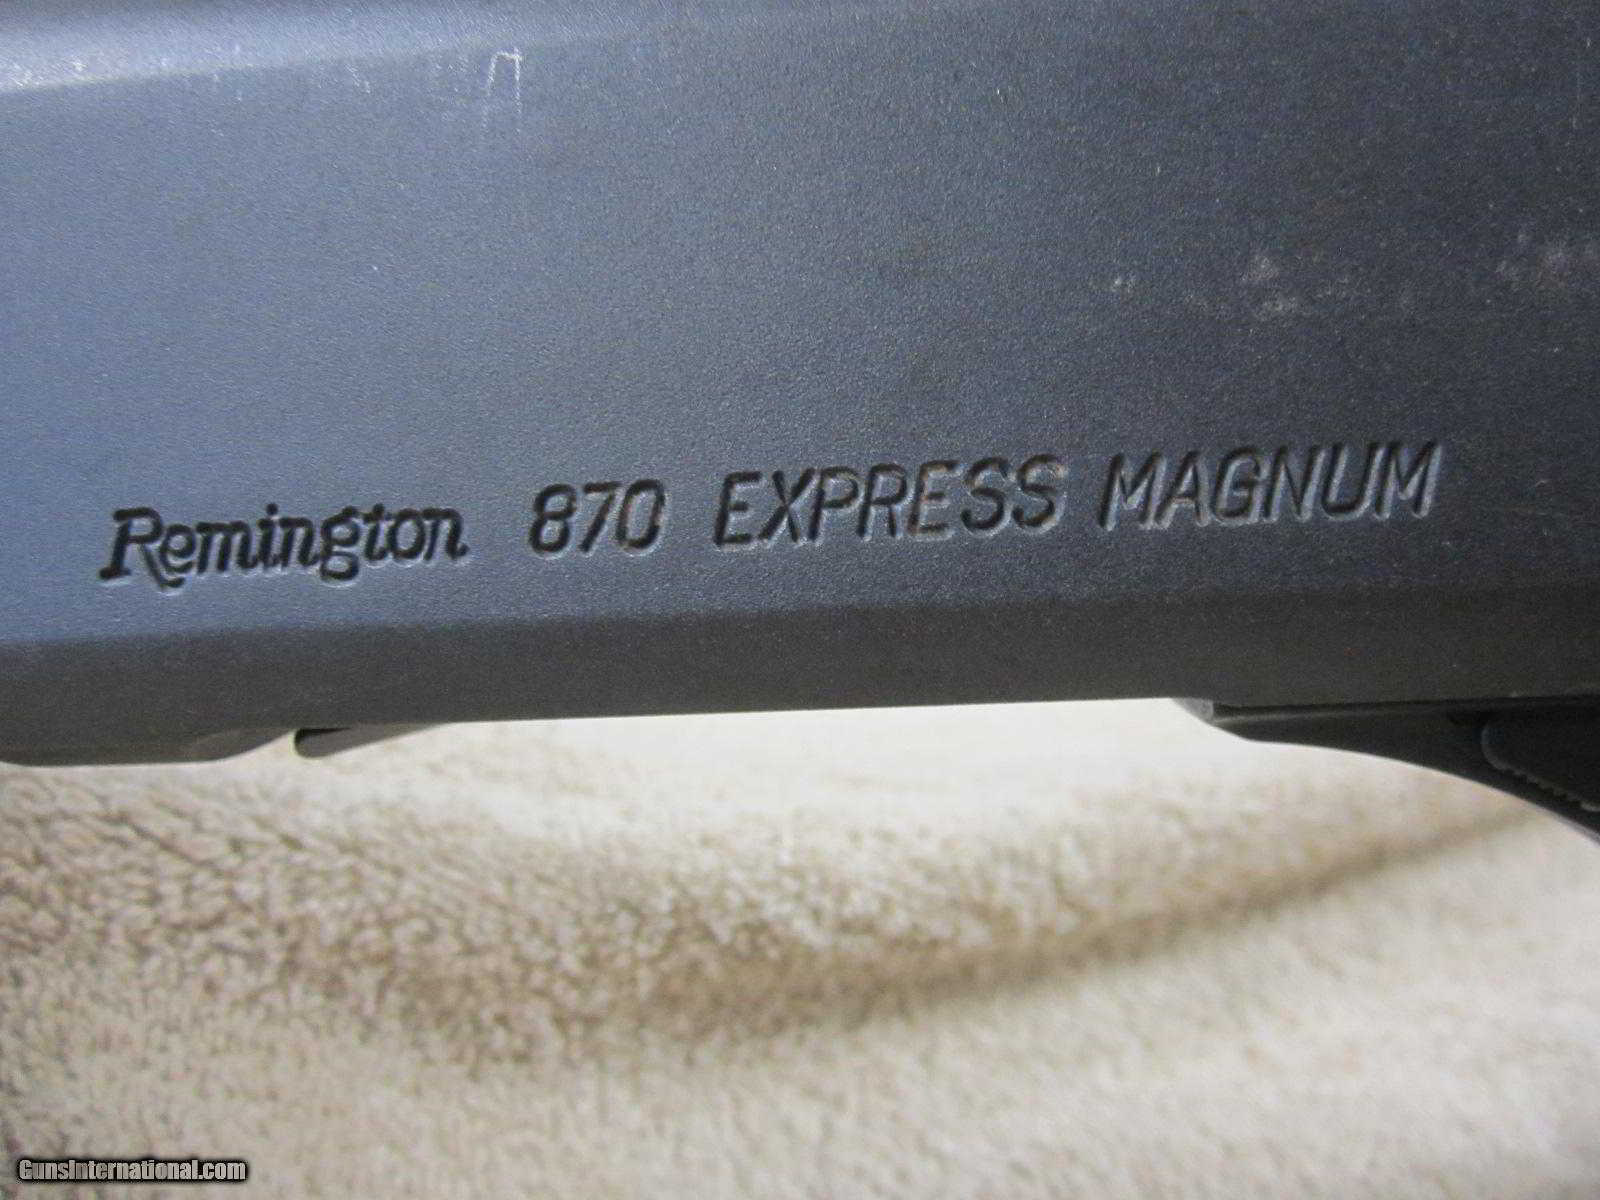 Remington 870 EXPRESS MAGNUM
GunsInternational.com